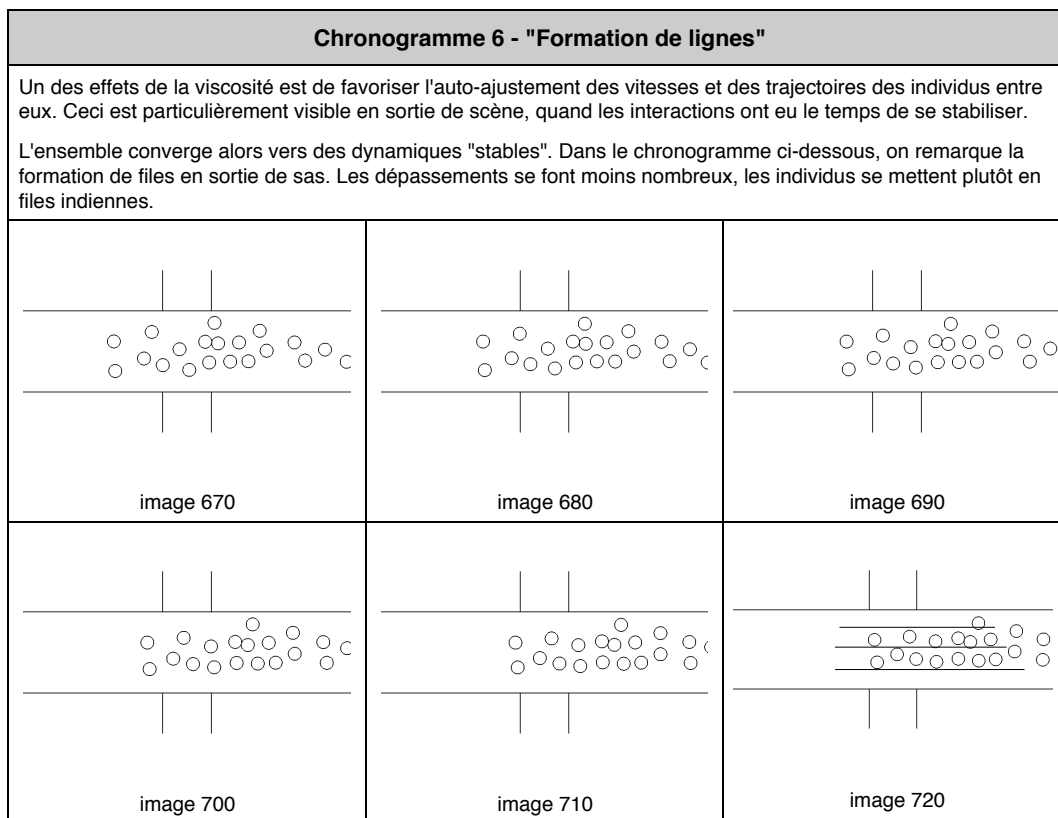 Chronogramme 6 - "Formation de lignes"
Un des effets de la viscosité est de favoriser l'auto-ajustement des vitesses et des trajectoires des individus entre
eux. Ceci est particulièrement visible en sortie de scène, quand les interactions ont eu le temps de se stabiliser.
L'ensemble converge alors vers des dynamiques "stables". Dans le chronogramme ci-dessous, on remarque la
formation de files en sortie de sas. Les dépassements se font moins nombreux, les individus se mettent plutôt en
files indiennes.
image 670
image 680
image 690
image 700
image 710
image 720